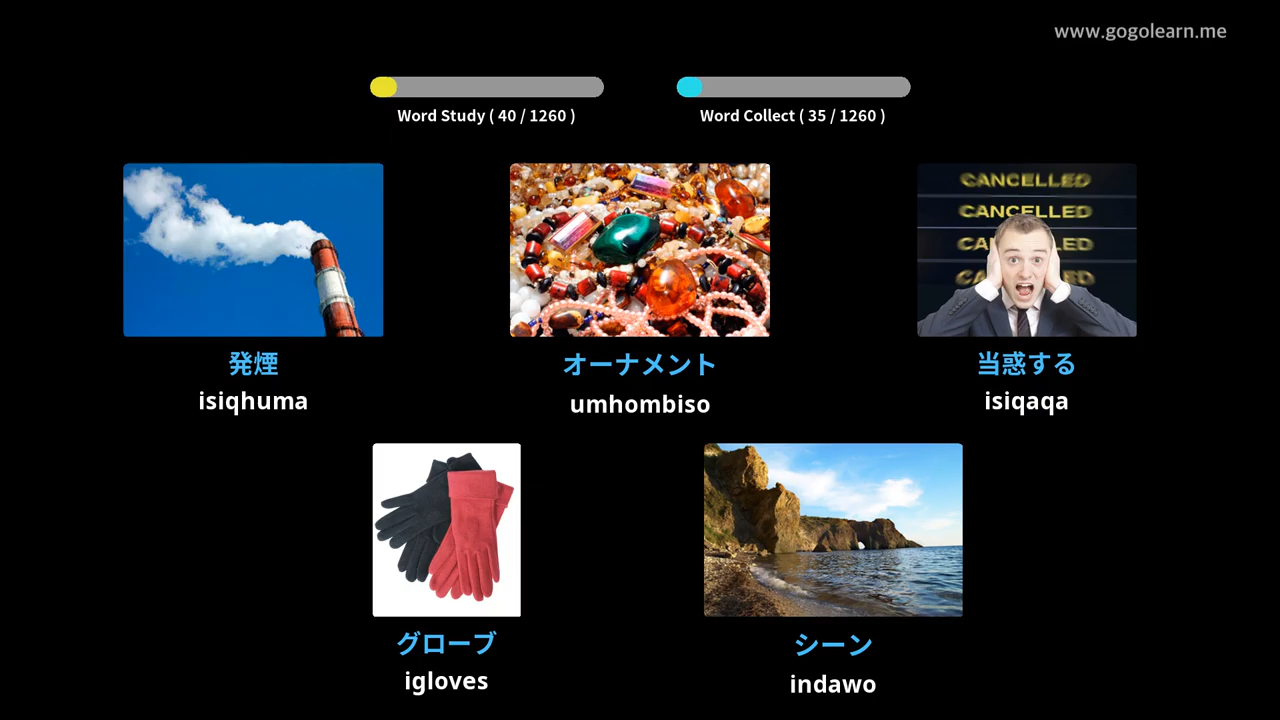 www.gogolearn.me
Word Study ( 40 / 1260 )
Word Collect ( 35 / 1260 )
CANCELLED
CANCELLED
発煙
オーナメント
当惑する
isiqhuma
umhombiso
isiqaqa
グローブ
シーン
igloves
indawo